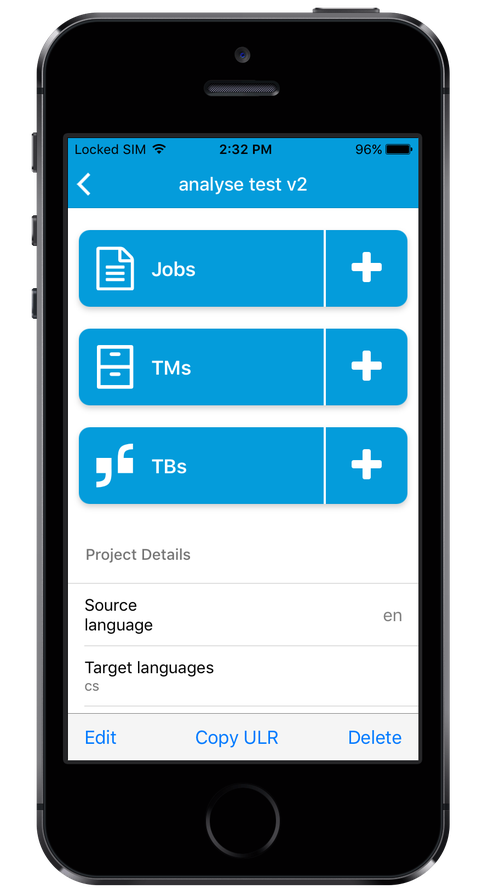 Locked SIM 2:32 PM 96%
analyse test v2
Jobs
TMs
TBs
Project Details
Source
language
en
Target languages
cs
Edit Copy ULR Delete